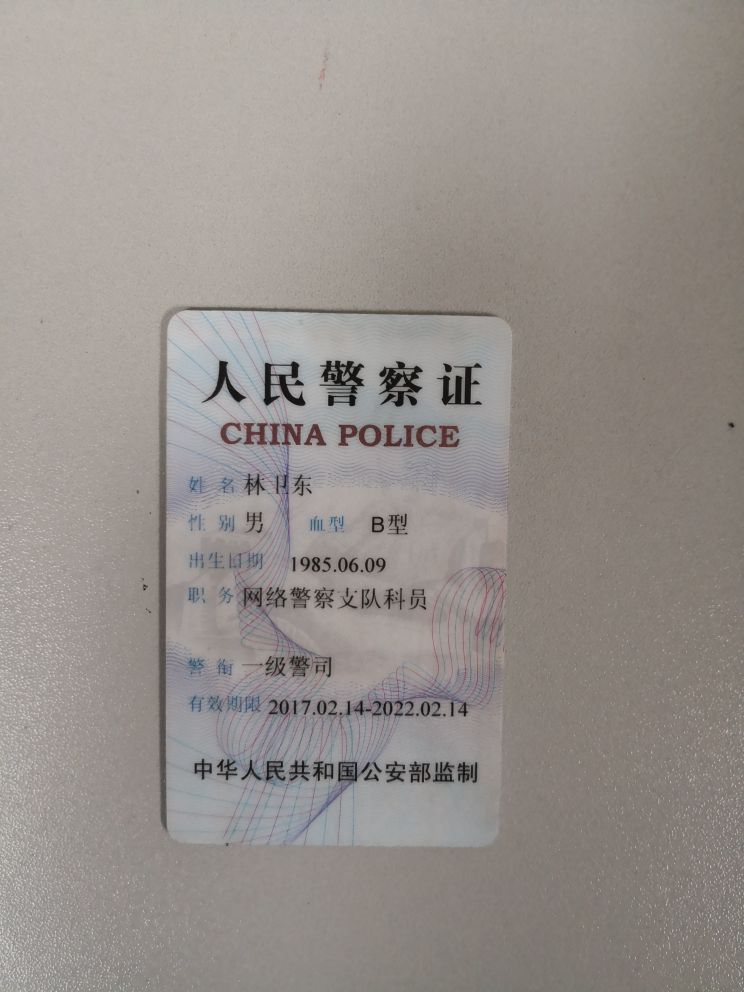 人民警察证
CHINA POLICE
姓名 林卫东
性别 男 血型 B型
出生日期 1985.06.09
职务 网络警察支队科员
警衔 一级警司
有效期限 2017.02.14-2022.02.14
中华人民共和国公安部监制